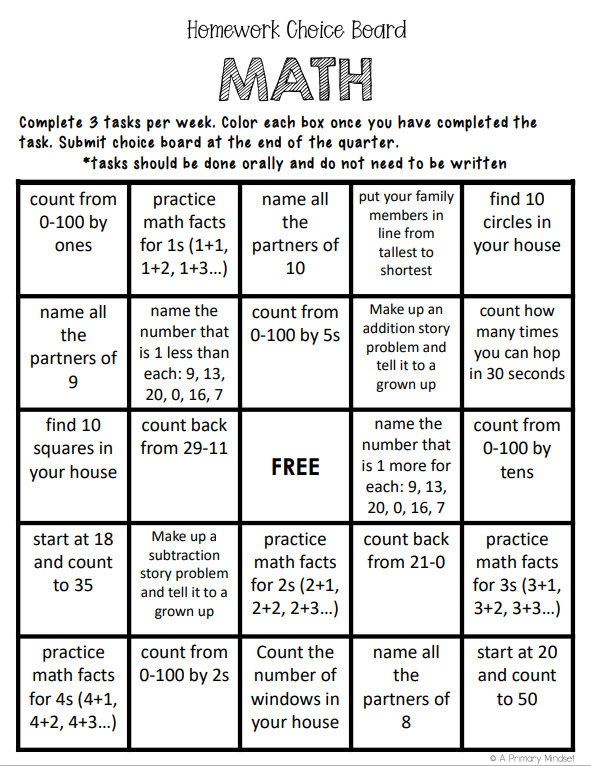 Homework Choice Board
MATH
Complete 3 tasks per week. Color each box once you have completed the
task. Submit choice board at the end of the quarter.
*tasks should be done orally and do not need to be written
count from
0-100 by
ones
practice
math facts
for 1s (1+1,
1+2, 1+3...)
name all
the
partners of
10
put your family
members in
line from
tallest to
shortest
find 10
circles in
your house
name all
the
partners of
9
name the
number that
is 1 less than
each: 9, 13,
20, 0, 16, 7
count from
0-100 by 5s
Make up an
addition story
problem and
tell it to a
grown up
count how
many times
you can hop
in 30 seconds
find 10
squares in
your house
count back
from 29-11
FREE
name the
number that
is 1 more for
each: 9, 13,
20, 0, 16, 7
count from
0-100 by
tens
start at 18
and count
to 35
Make up a
subtraction
story problem
and tell it to a
grown up
practice
math facts
for 2s (2+1,
2+2, 2+3...)
count back
from 21-0
practice
math facts
for 3s (3+1,
3+2, 3+3...)
practice
math facts
for 4s (4+1,
4+2, 4+3...)
count from
0-100 by 2s
Count the
number of
windows in
your house
name all
the
partners of
8
start at 20
and count
to 50
© A Primary Mindset